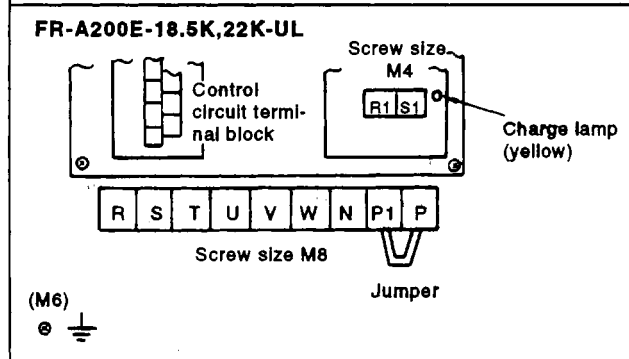 FR-A200E-18.5K,22K-UL
Screw size
M4
Control
circuit termi-
nal block
R1 S1
Charge lamp
(yellow)
R S T U V W N P1 P
Screw size M8
Jumper
(M6)